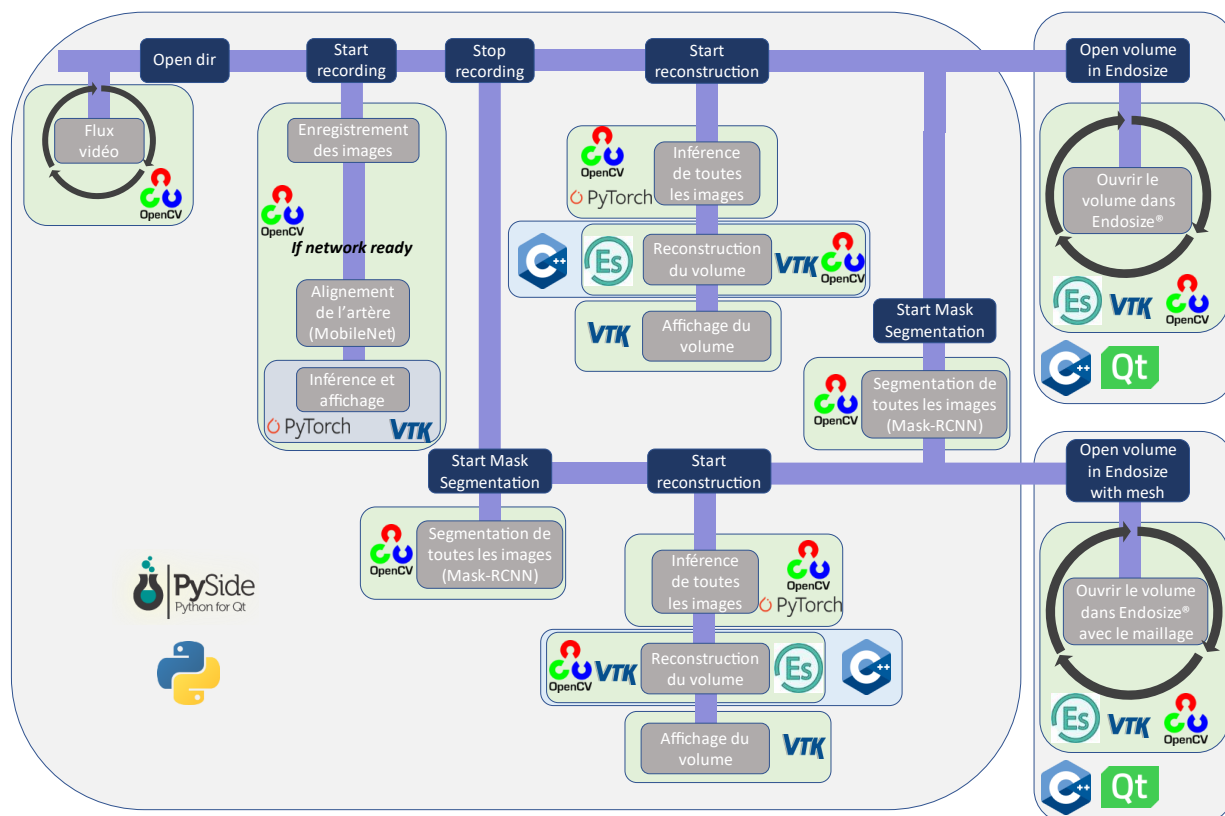 Open dir
Start
recording
Stop
recording
Start
reconstruction
Open volume
in Endosize
Flux
vidéo
OpenCV
Enregistrement
des images
OpenCV
If network ready
Alignement
de l'artère
(MobileNet)
Inférence et
affichage
PyTorch
VTK
OpenCV
PyTorch
Inférence
de toutes
les images
C++
Es
Reconstruction
du volume
VTK
OpenCV
VTK
Affichage du
volume
Start Mask
Segmentation
OpenCV
Segmentation de
toutes les images
(Mask-RCNN)
Ouvrir le
volume dans
Endosize®
Es
VTK
OpenCV
C++
Qt
Start Mask
Segmentation
Start
reconstruction
Open volume
in Endosize
with mesh
OpenCV
Segmentation de
toutes les images
(Mask-RCNN)
Inférence
de toutes
les images
OpenCV
PyTorch
OpenCV
VTK
Reconstruction
du volume
Es
C++
Affichage du
volume
VTK
Ouvrir le volume
dans Endosize®
avec le maillage
Es
VTK
OpenCV
C++
Qt
PySide
Python for Qt